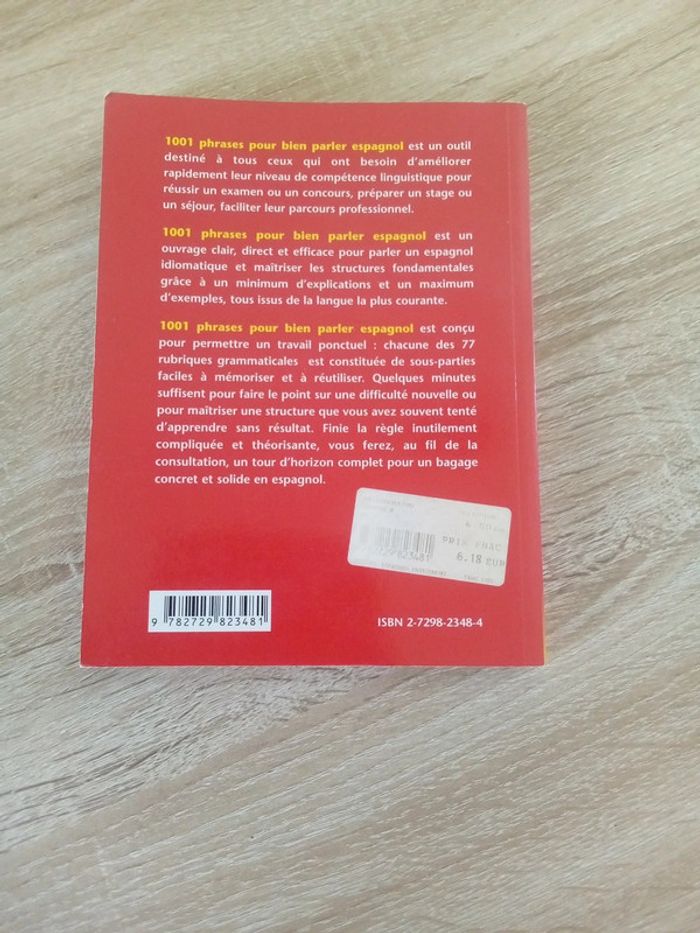 1001 phrases pour bien parler espagnol est un outil
destiné à tous ceux qui ont besoin d'améliorer
rapidement leur niveau de compétence linguistique pour
réussir un examen ou un concours, préparer un stage ou
un séjour, faciliter leur parcours professionnel.
1001 phrases pour bien parler espagnol est un
ouvrage clair, direct et efficace pour parler un espagnol
idiomatique et maîtriser les structures fondamentales
grâce à un minimum d'explications et un maximum
d'exemples, tous issus de la langue la plus courante.
1001 phrases pour bien parler espagnol est conçu
pour permettre un travail ponctuel : chacune des 77
rubriques grammaticales est constituée de sous-parties
faciles à mémoriser et à réutiliser. Quelques minutes
suffisent pour faire le point sur une difficulté nouvelle ou
pour maîtriser une structure que vous avez souvent tenté
d'apprendre sans résultat. Finie la règle inutilement
compliquée et théorisante, vous ferez, au fil de la
consultation, un tour d'horizon complet pour un bagage
concret et solide en espagnol.
PRIX FNAC
6.18 EUR
9 782729 823481
ISBN 2-7298-2348-4